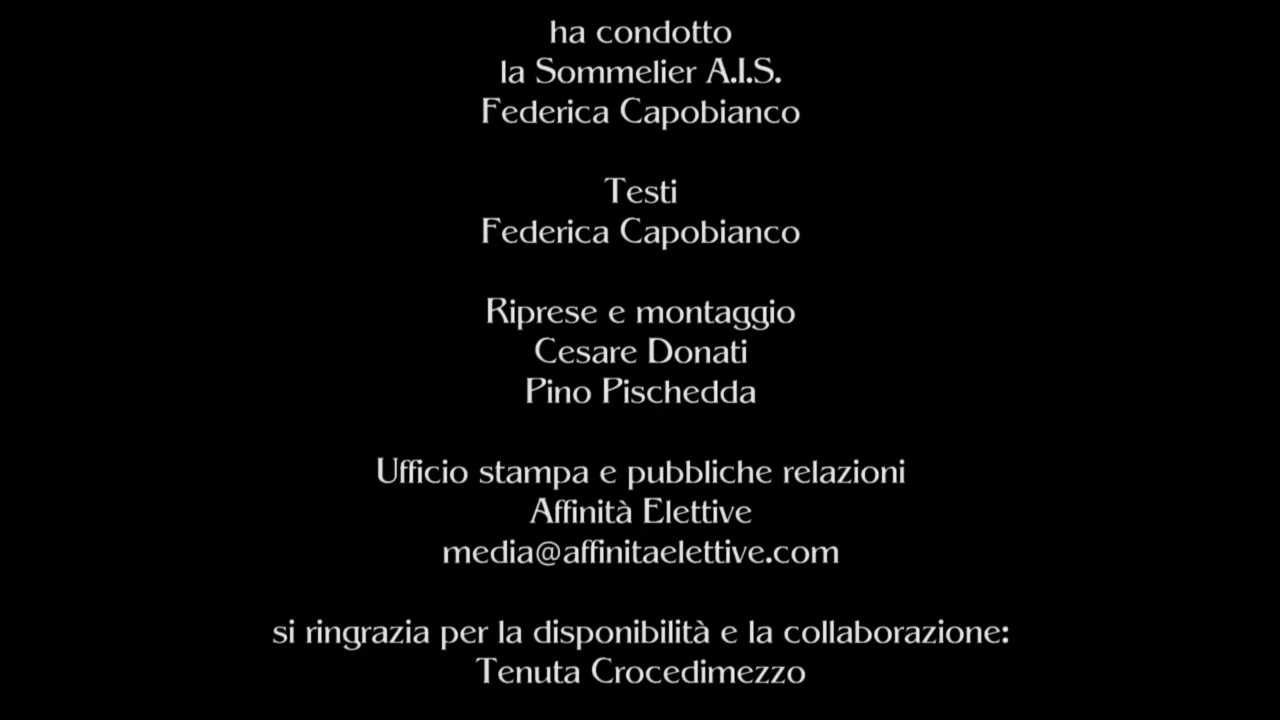 ha condotto
la Sommelier A.I.S.
Federica Capobianco
Testi
Federica Capobianco
Riprese e montaggio
Cesare Donati
Pino Pischedda
Ufficio stampa e pubbliche relazioni
Affinità Elettive
media@affinitaelettive.com
si ringrazia per la disponibilità e la collaborazione:
Tenuta Crocedimezzo